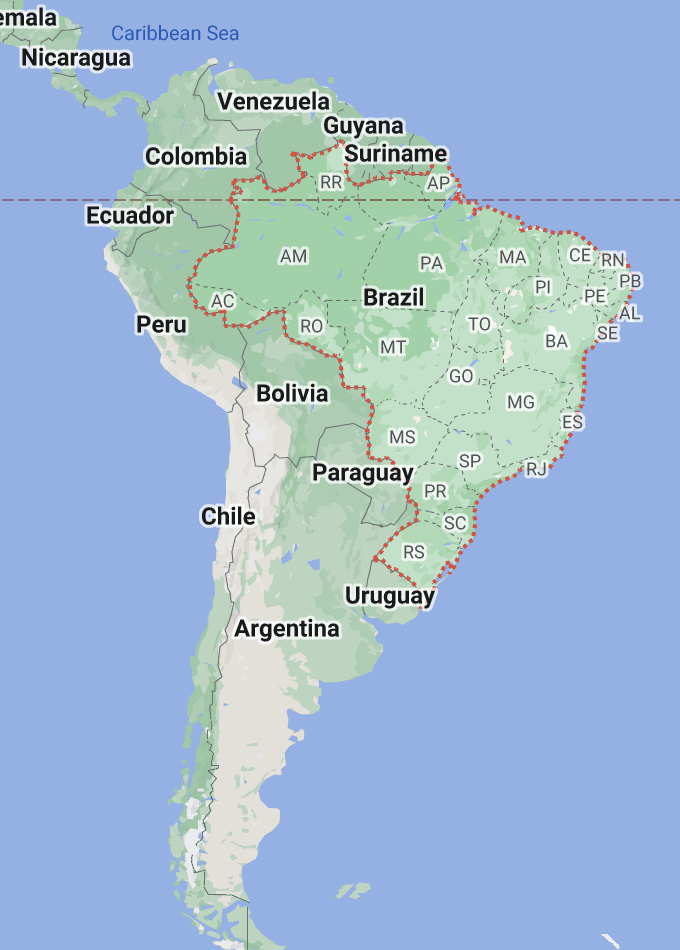 emala
Caribbean Sea
Nicaragua
Venezuela
Guyana
Colombia
Suriname
RR
AP
Ecuador
AM
PA
MA
CE
RN
PI
PB
AC
Brazil
PE
AL
Peru
RO
TO
SE
MT
BA
GO
Bolivia
MG
ES
MS
SP
RJ
Paraguay
PR
Chile
SC
RS
Uruguay
Argentina